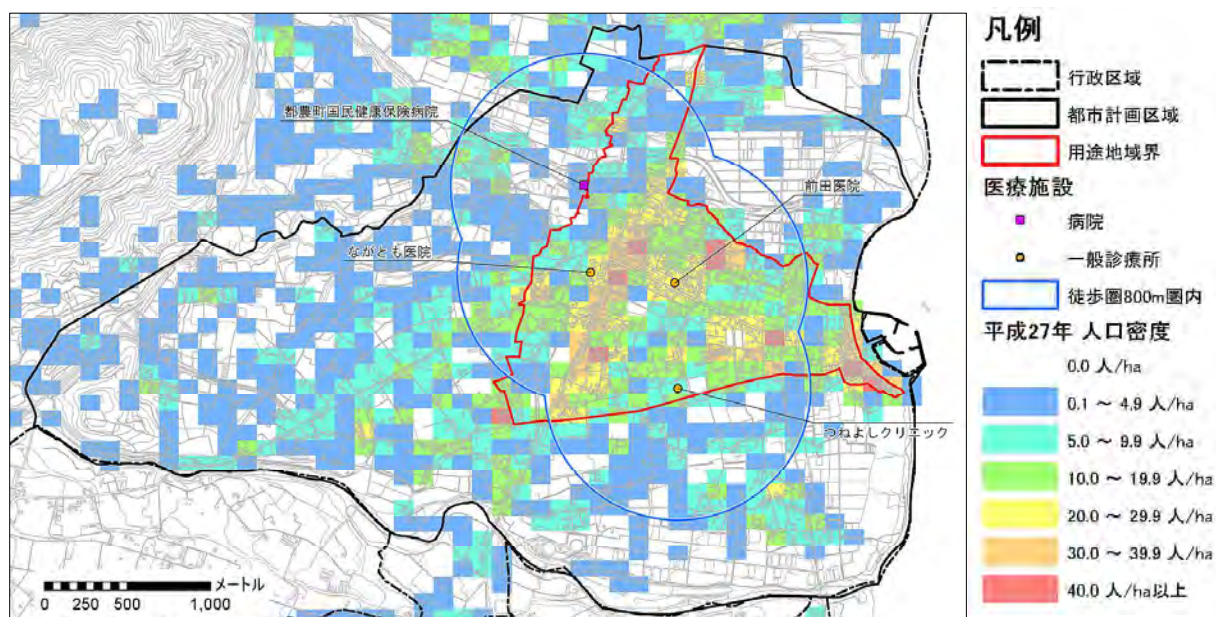 都農町国民健康保険病院
前田医院
ながとも医院
つねよしクリニック
メートル
0 250 500 1,000
凡例
行政区域
都市計画区域
用途地域界
医療施設
病院
一般診療所
徒歩圏800m圏内
平成27年 人口密度
0.0 人/ha
0.1 ~ 4.9 人/ha
5.0 ~ 9.9 人/ha
10.0 ~ 19.9 人/ha
20.0 ~ 29.9 人/ha
30.0 ~ 39.9 人/ha
40.0 人/ha以上